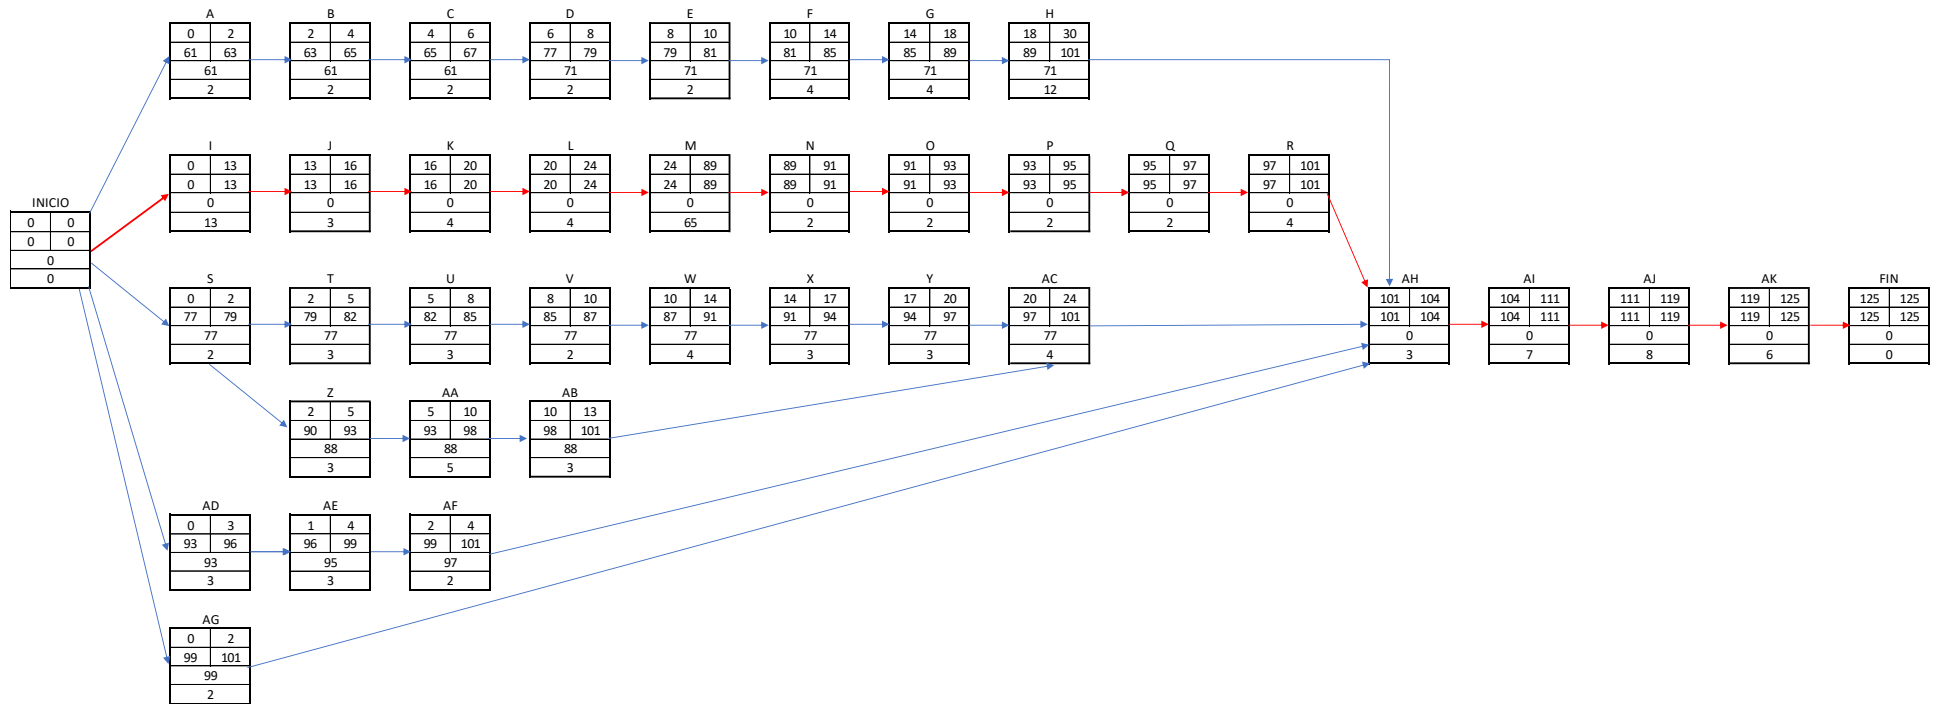 A B C D E F G H
0 2 2 4 4 6 6 8 8 10 10 14 14 18 18 30
61 63 63 65 65 67 77 79 79 81 81 85 85 89 89 101
61 61 61 71 71 71 71 71
2 2 2 2 2 4 4 12
I J K L M N O P Q R
0 13 13 16 16 20 20 24 24 89 89 91 91 93 93 95 95 97 97 101
0 13 13 16 16 20 20 24 24 89 89 91 91 93 93 95 95 97 97 101
0 0 0 0 0 0 0 0 0 0
13 3 4 4 65 2 2 2 2 4
INICIO
0 0
0 0
0
0
S T U V W X Y AC AH AI AJ AK FIN
0 2 2 5 5 8 8 10 10 14 14 17 17 20 20 24 101 104 104 111 111 119 119 125 125 125
77 79 79 82 82 85 85 87 87 91 91 94 94 97 97 101 101 104 104 111 111 119 119 125 125 125
77 77 77 77 77 77 77 77 0 0 0 0 0
2 3 3 2 4 3 3 4 3 7 8 6 0
Z AA AB
2 5 5 10 10 13
90 93 93 98 98 101
88 88 88
3 5 3
AD AE AF
0 3 1 4 2 4
93 96 96 99 99 101
93 95 97
3 3 2
AG
0 2
99 101
99
2